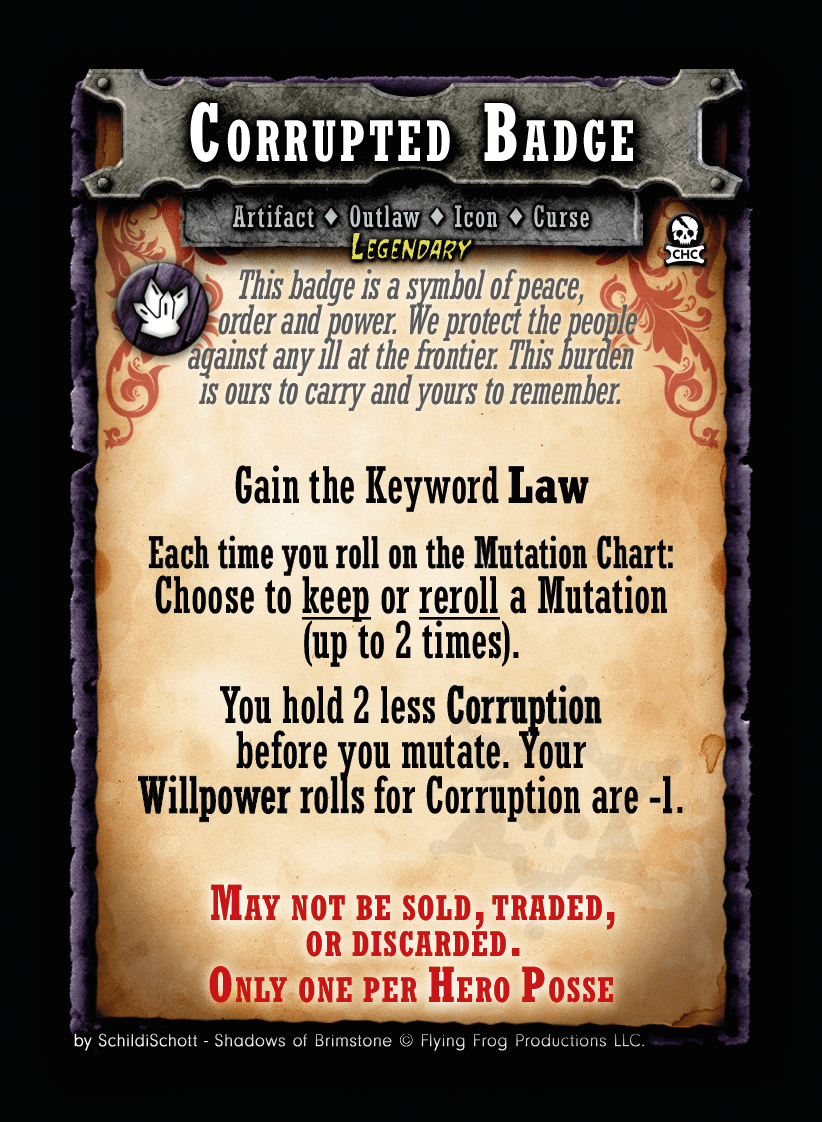 Corrupted Badge
Artifact ♦ Outlaw ♦ Icon ♦ Curse
Legendary
CHC
This badge is a symbol of peace,
order and power. We protect the people
against any ill at the frontier. This burden
is ours to carry and yours to remember.
Gain the Keyword Law
Each time you roll on the Mutation Chart:
Choose to keep or reroll a Mutation
(up to 2 times).
You hold 2 less Corruption
before you mutate. Your
Willpower rolls for Corruption are -1.
May not be sold, traded,
or discarded.
Only one per Hero Posse
by SchildiSchott - Shadows of Brimstone © Flying Frog Productions LLC.